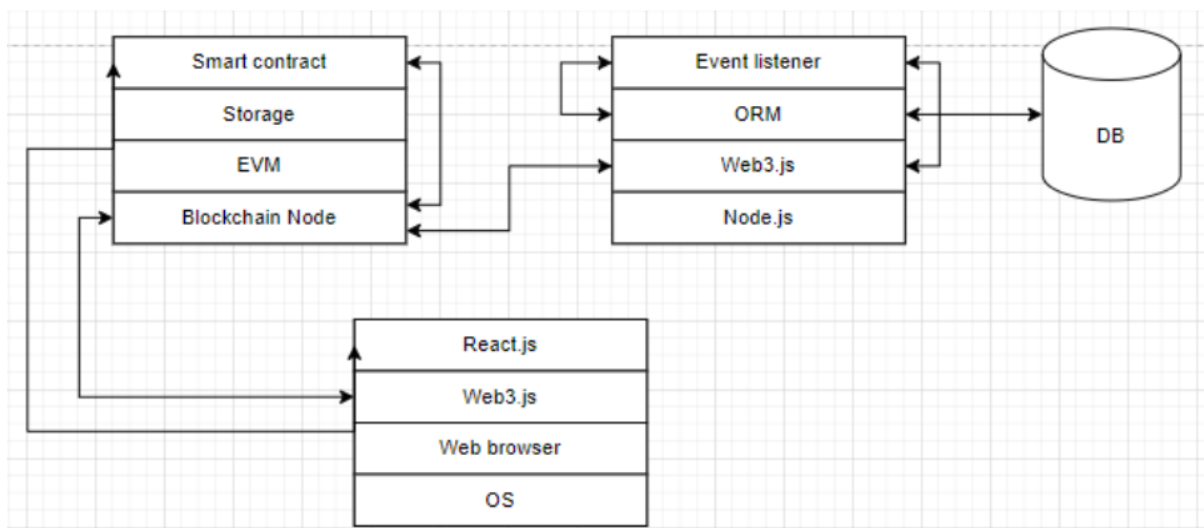 Smart contract
Storage
EVM
Blockchain Node
Event listener
ORM
Web3.js
Node.js
DB
React.js
Web3.js
Web browser
OS